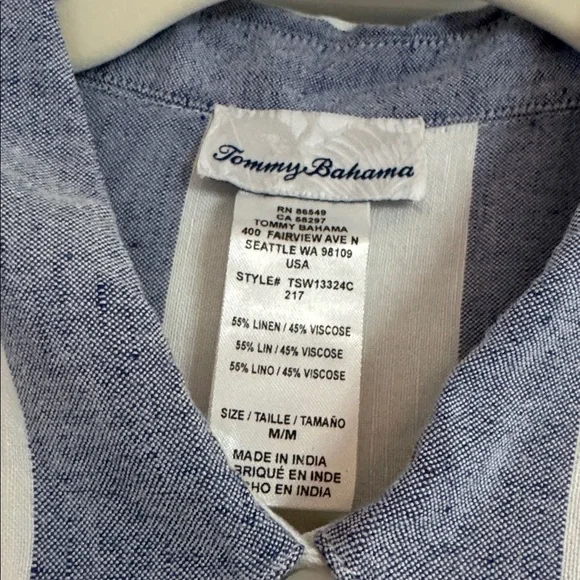 Tommy Bahama
RN 86549
CA 68297
TOMMY BAHAMA
400 FAIRVIEW AVE N
SEATTLE WA 98109
USA
STYLE# TSW13324C
217
55% LINEN / 45% VISCOSE
55% LIN / 45% VISCOSE
55% LINO / 45% VISCOSE
SIZE / TAILLE / TAMAÑO
M/M
MADE IN INDIA
BRIQUÉ EN INDE
HO EN INDIA